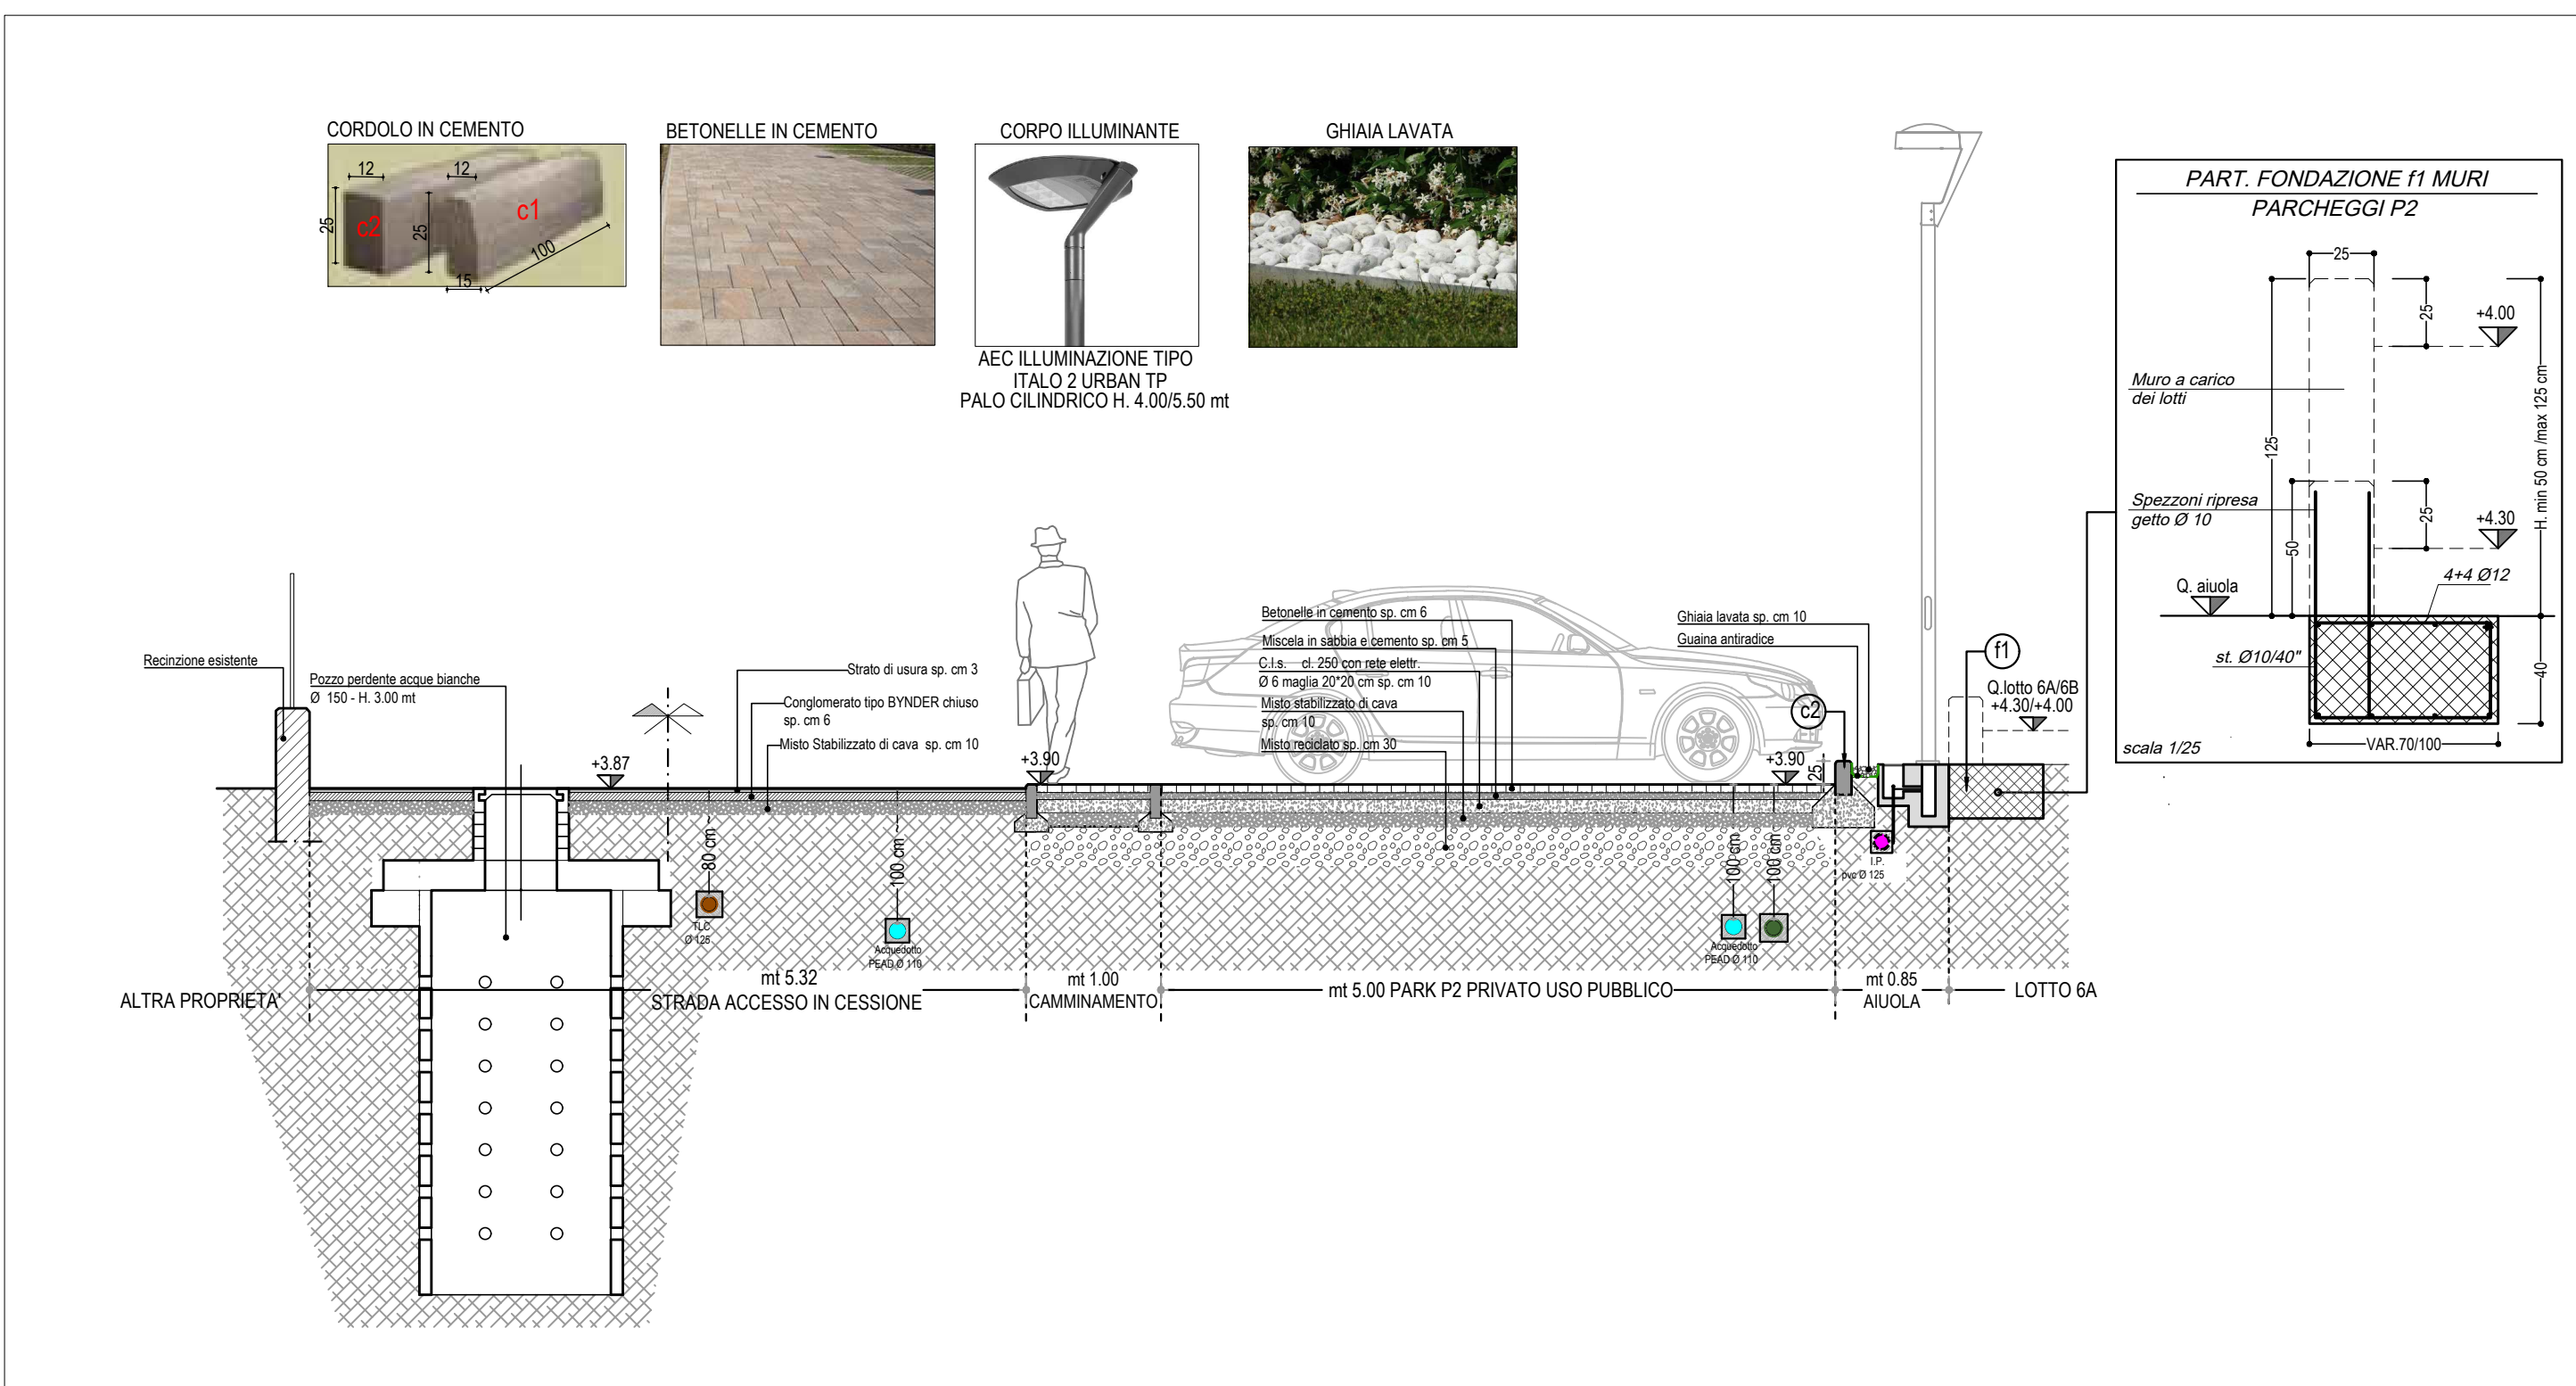 CORDOLO IN CEMENTO
12
12
25
c2
25
c1
100
15
BETONELLE IN CEMENTO
CORPO ILLUMINANTE
AEC ILLUMINAZIONE TIPO
ITALO 2 URBAN TP
PALO CILINDRICO H. 4.00/5.50 mt
GHIAIA LAVATA
PART. FONDAZIONE f1 MURI
PARCHEGGI P2
25
25
+4.00
Muro a carico
dei lotti
125
H. min 50 cm /max 125 cm
Spezzoni ripresa
getto Ø 10
25
+4.30
50
4+4 Ø12
Q. aiuola
st. Ø10/40"
40
VAR.70/100
scala 1/25
Recinzione esistente
Pozzo perdente acque bianche
Ø 150 - H. 3.00 mt
Strato di usura sp. cm 3
Conglomerato tipo BYNDER chiuso
sp. cm 6
Misto Stabilizzato di cava sp. cm 10
+3.87
+3.90
Betonelle in cemento sp. cm 6
Miscela in sabbia e cemento sp. cm 5
C.l.s. cl. 250 con rete elettr.
Ø 6 maglia 20*20 cm sp. cm 10
Misto stabilizzato di cava
sp. cm 10
Misto reciclato sp. cm 30
+3.90
25
Ghiaia lavata sp. cm 10
Guaina antiradice
c2
f1
Q.lotto 6A/6B
+4.30/+4.00
80 cm
TLC
Ø 125
100 cm
Acquedotto
PEAD Ø 110
100 cm
100 cm
Acquedotto
PEAD Ø 110
I.P.
pvc Ø 125
ALTRA PROPRIETA'
mt 5.32
STRADA ACCESSO IN CESSIONE
mt 1.00
CAMMINAMENTO
mt 5.00 PARK P2 PRIVATO USO PUBBLICO
mt 0.85
AIUOLA
LOTTO 6A